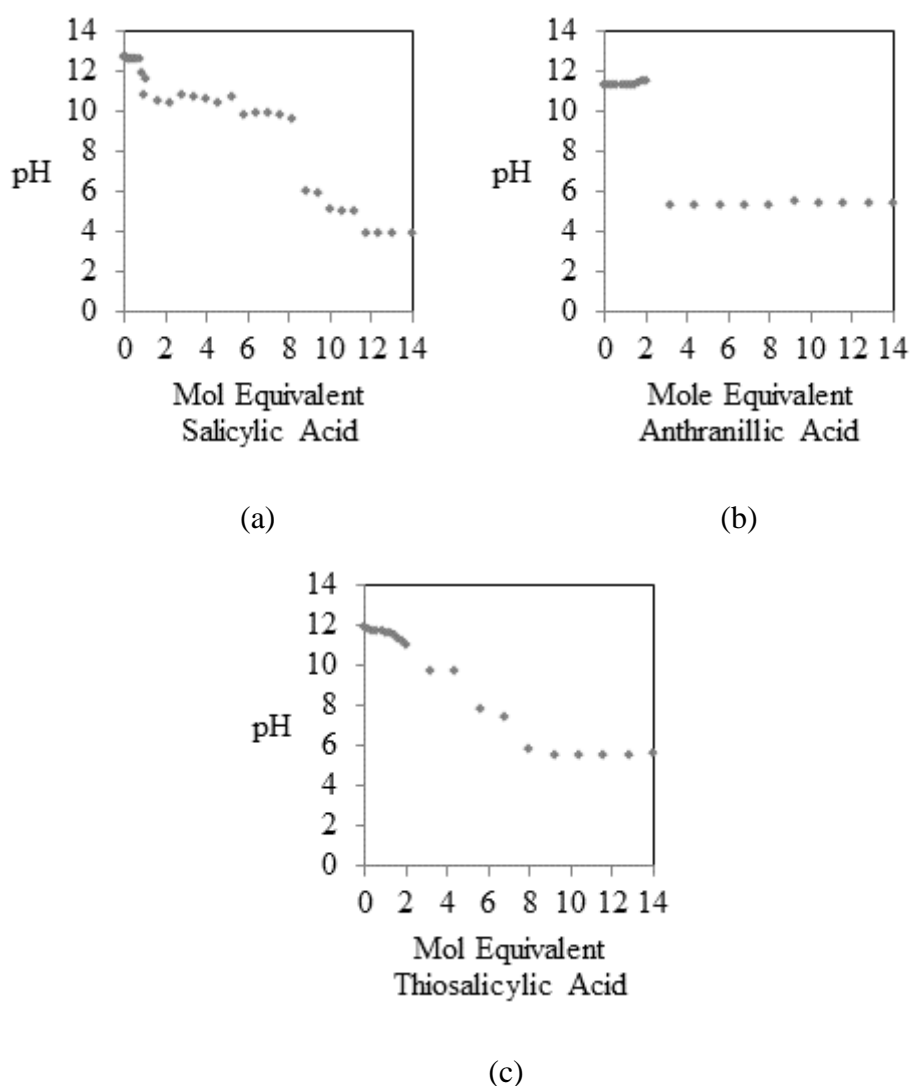 14
12
10
8
6
4
2
0
pH
0 2 4 6 8 10 12 14
Mol Equivalent
Salicylic Acid
(a)
14
12
10
8
6
4
2
0
pH
0 2 4 6 8 10 12 14
Mole Equivalent
Anthranillic Acid
(b)
14
12
10
8
6
4
2
0
pH
0 2 4 6 8 10 12 14
Mol Equivalent
Thiosalicylic Acid
(c)